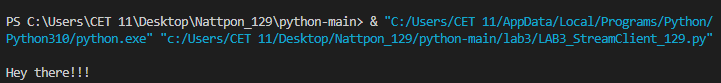 PS C:\Users\CET 11\Desktop\Nattpon_129\python-main> & "C:/Users/CET 11/AppData/Local/Programs/Python/
Python310/python.exe" "c:/Users/CET 11/Desktop/Nattpon_129/python-main/lab3/LAB3_StreamClient_129.py"
Hey there!!!